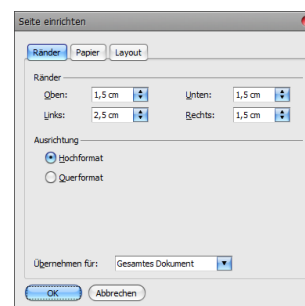 Seite einrichten
Ränder Papier Layout
Ränder
Oben: 1,5 cm Unten: 1,5 cm
Links: 2,5 cm Rechts: 1,5 cm
Ausrichtung
Hochformat
Querformat
Übernehmen für: Gesamtes Dokument
OK Abbrechen